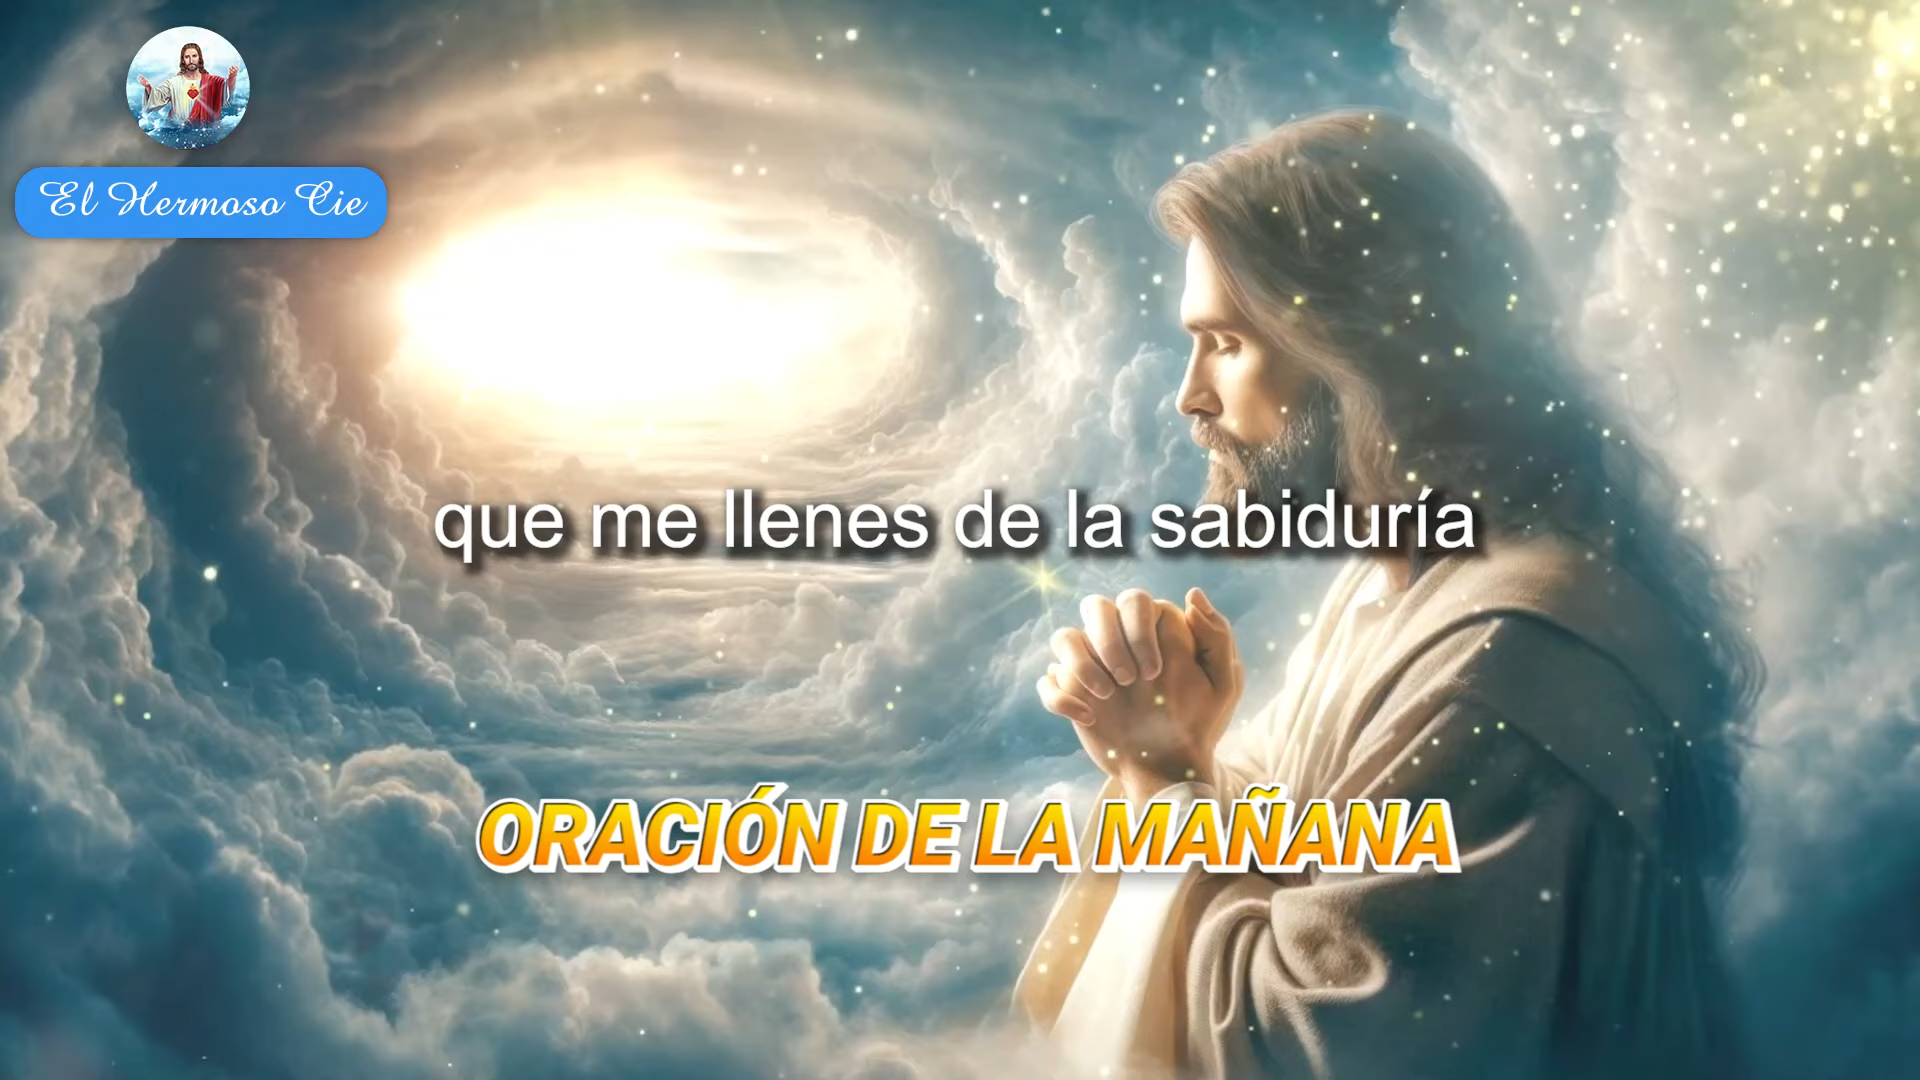 El Hermoso Cie
que me llenes de la sabiduría
ORACIÓN DE LA MAÑANA